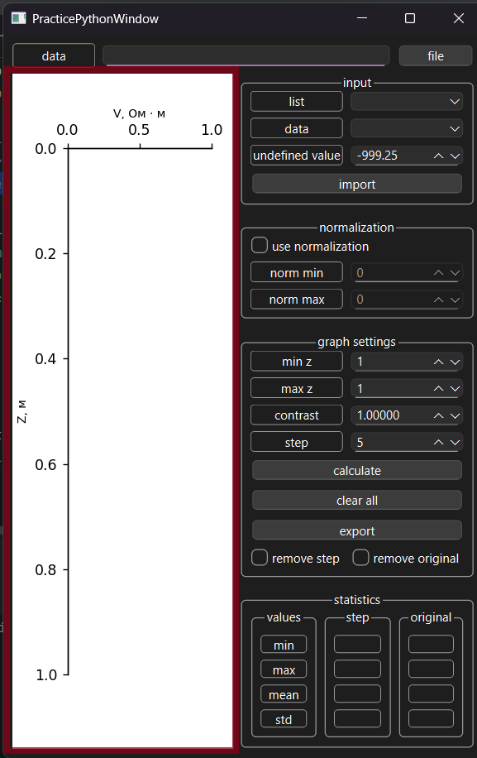 PracticePythonWindow
data
file
V, Ом · м
0.0 0.5 1.0
0.0
0.2
0.4
Z, м
0.6
0.8
1.0
input
list
data
undefined value -999.25
import
normalization
use normalization
norm min 0
norm max 0
graph settings
min z 1
max z 1
contrast 1.00000
step 5
calculate
clear all
export
remove step remove original
statistics
values step original
min
max
mean
std